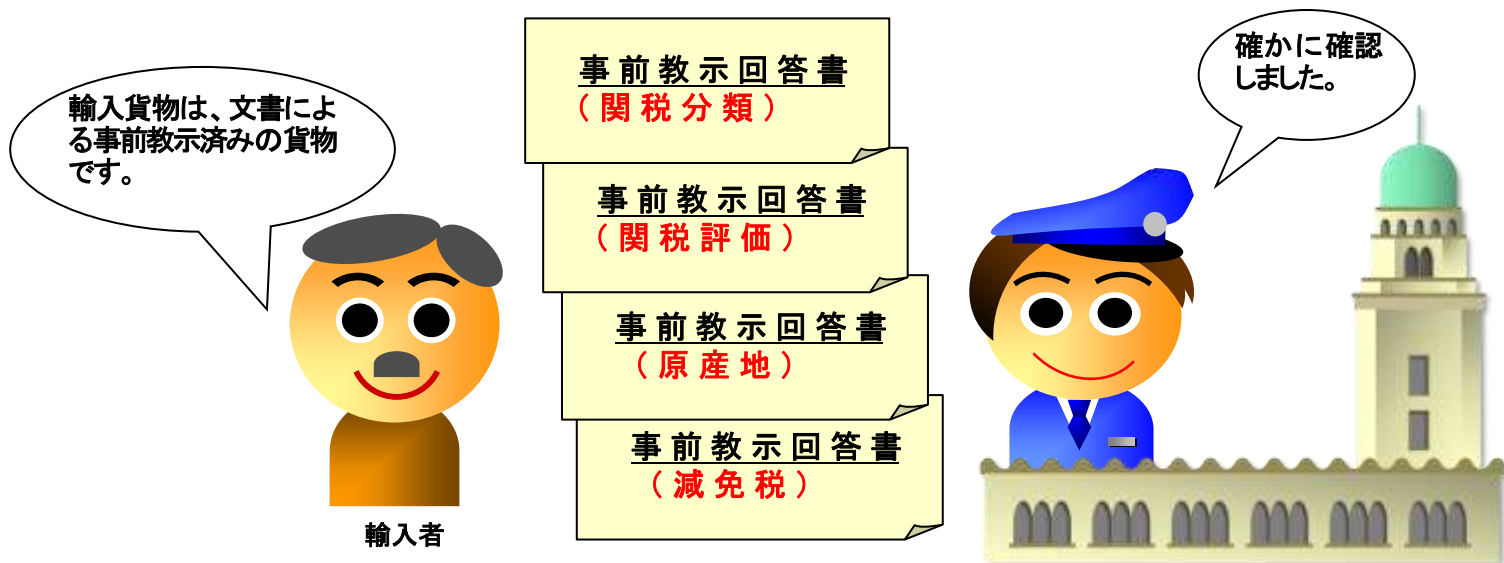 輸入貨物は、文書によ
る事前教示済みの貨物
です。
輸入者
事前教示回答書
（関税分類）
事前教示回答書
（関税評価）
事前教示回答書
（原産地）
事前教示回答書
（減免税）
確かに確認
しました。